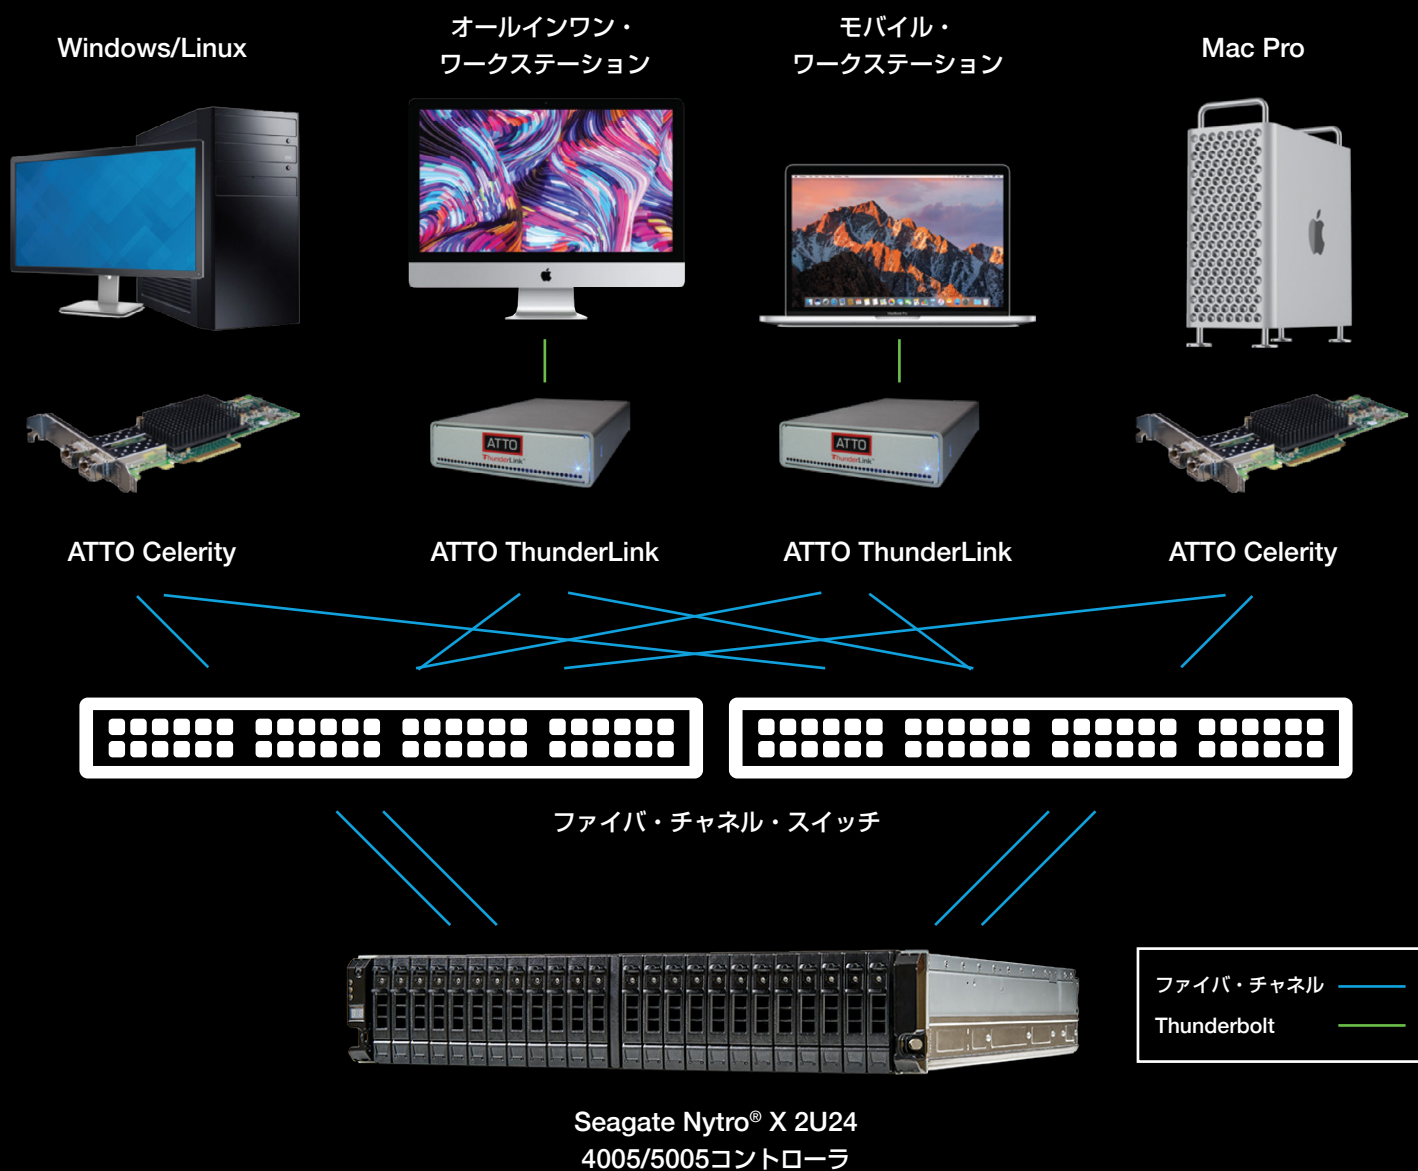 Windows/Linux
オールインワン・
ワークステーション
モバイル・
ワークステーション
Mac Pro
ATTO
ThunderLink
ATTO
ThunderLink
ATTO Celerity
ATTO ThunderLink
ATTO ThunderLink
ATTO Celerity
ファイバ・チャネル・スイッチ
ファイバ・チャネル
Thunderbolt
Seagate Nytro® X 2U24
4005/5005コントローラ